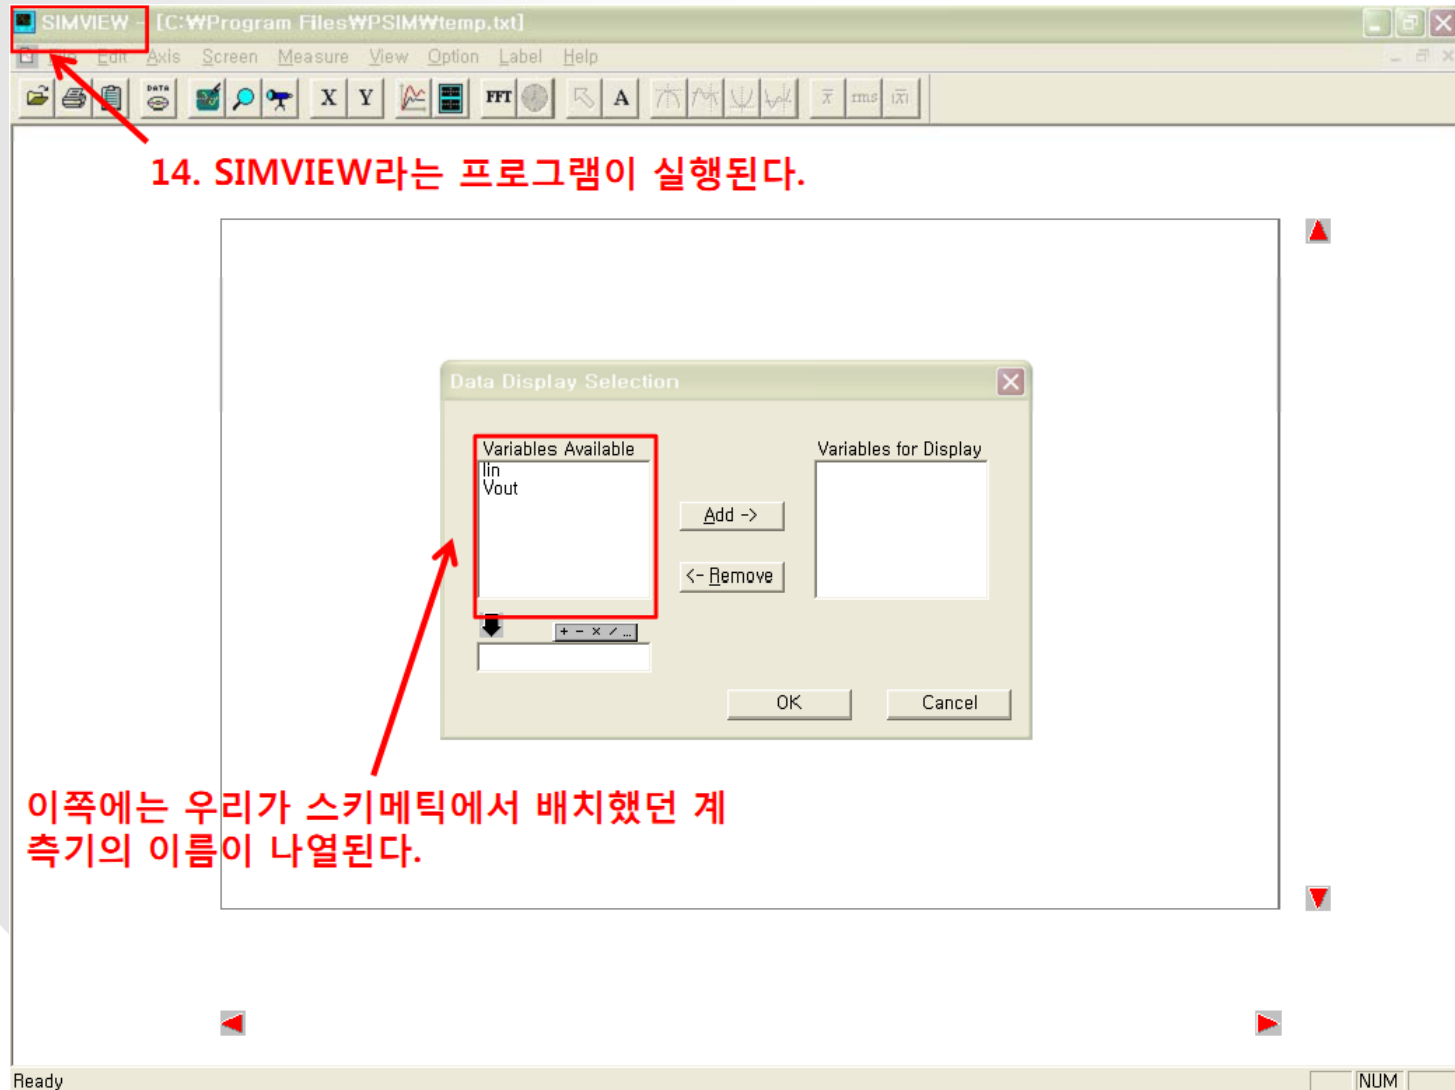 SIMVIEW - [C:₩Program Files₩PSIM₩temp.txt]
File Edit Axis Screen Measure View Option Label Help
DATA X Y FFT A x rms |x|
14. SIMVIEW라는 프로그램이 실행된다.
Data Display Selection
Variables Available Variables for Display
Iin
Vout
Add ->
<- Remove
+ - × / ...
OK Cancel
이쪽에는 우리가 스키메틱에서 배치했던 계
측기의 이름이 나열된다.
Ready NUM